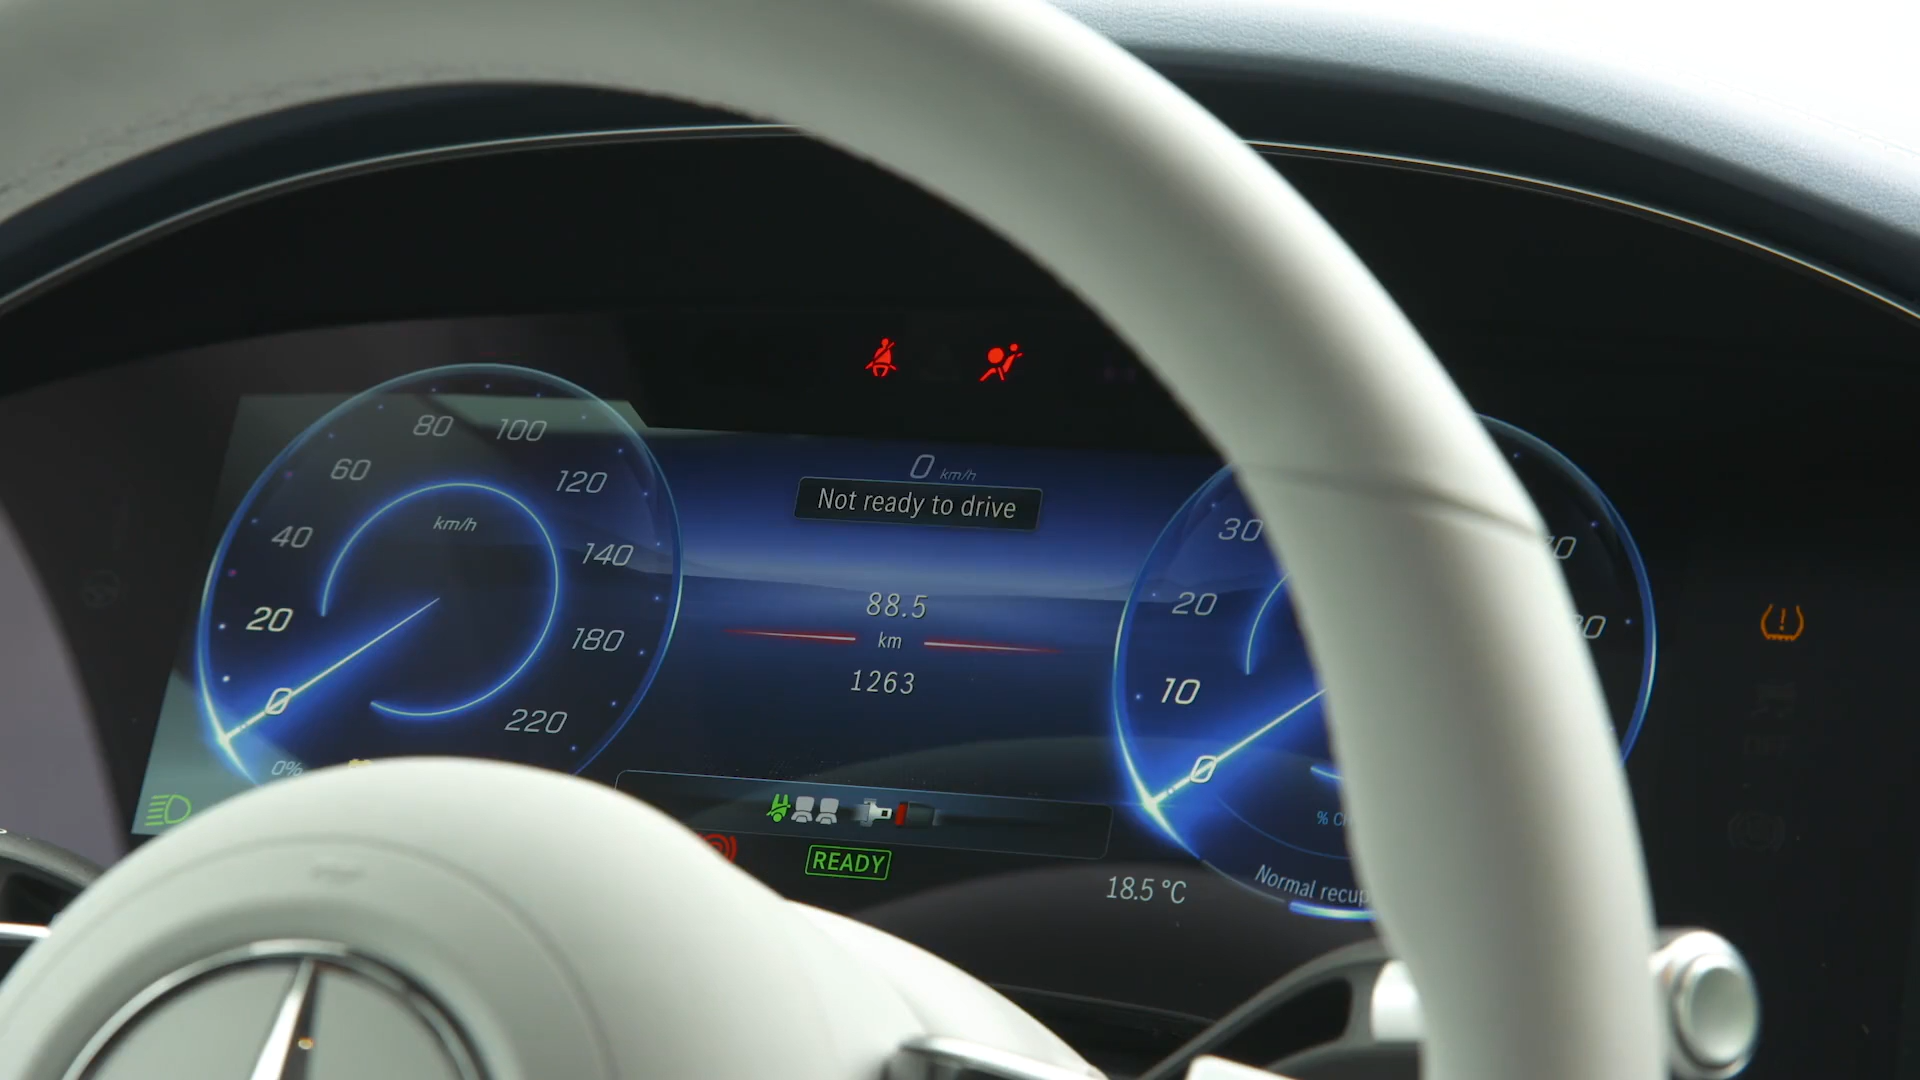 80 100
60 120
km/h
40 140
20 180
0 220
0%
0 km/h
Not ready to drive
88.5
km
1263
READY
18.5 °C
30
20
10
0
Normal recup